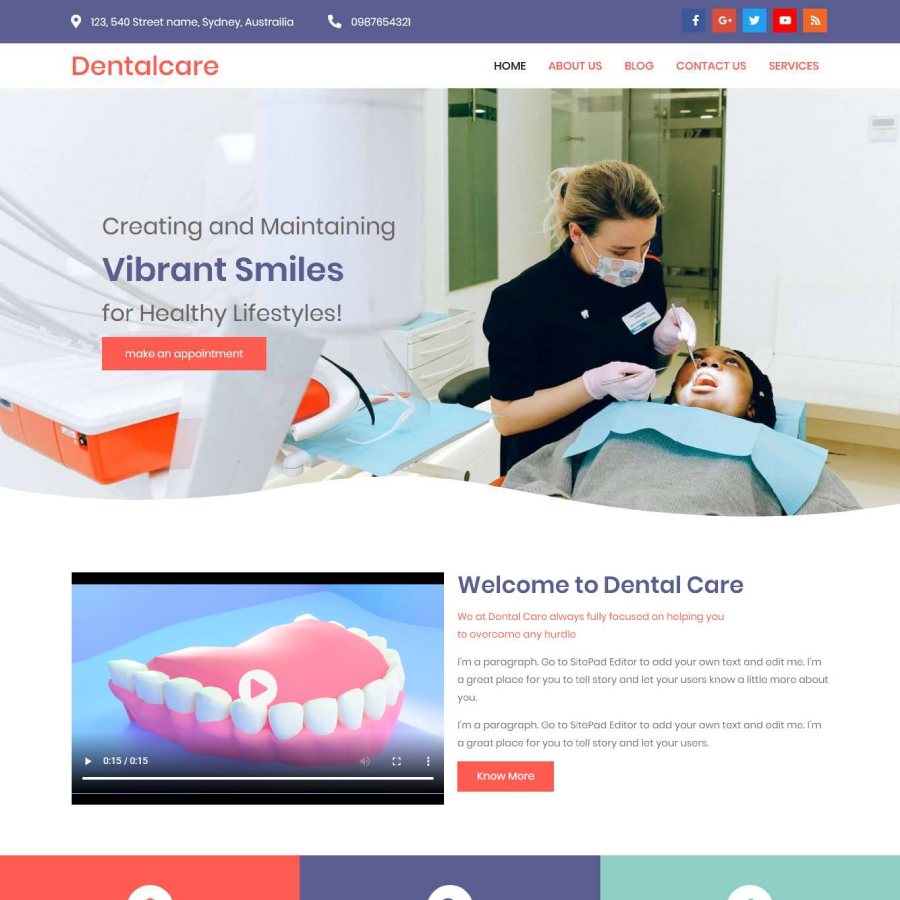 123, 540 Street name, Sydney, Austrailia
0987654321
Dentalcare
HOME
ABOUT US
BLOG
CONTACT US
SERVICES
Creating and Maintaining
Vibrant Smiles
for Healthy Lifestyles!
make an appointment
Welcome to Dental Care
We at Dental Care always fully focused on helping you
to overcame any hurdle
I'm a paragraph. Go to SitePad Editor to add your own text and edit me. I'm
a great place for you to tell story and let your users know a little more about
you.
I'm a paragraph. Go to SitePad Editor to add your own text and edit me. I'm
a great place for you to tell story and let your users.
0:15 / 0:15
Know More